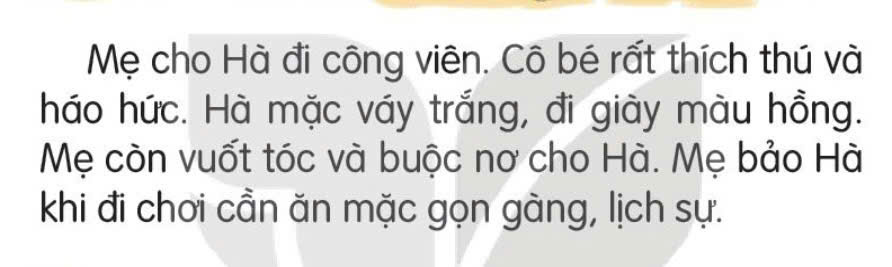 Mẹ cho Hà đi công viên. Cô bé rất thích thú và
háo hức. Hà mặc váy trắng, đi giày màu hồng.
Mẹ còn vuốt tóc và buộc nơ cho Hà. Mẹ bảo Hà
khi đi chơi cần ăn mặc gọn gàng, lịch sự.